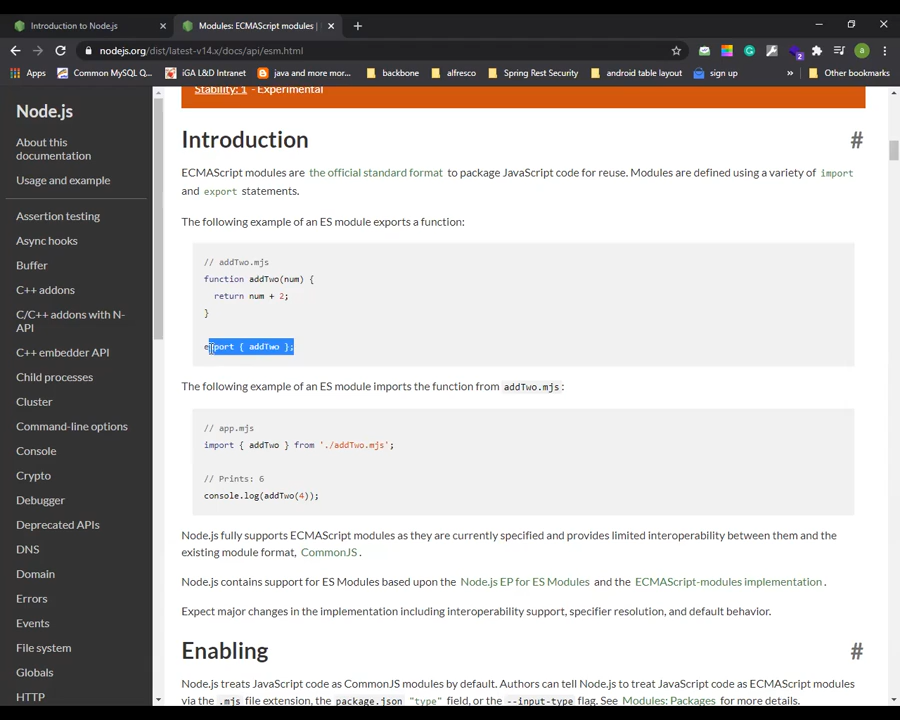 Introduction to Node.js
Modules: ECMAScript modules |
nodejs.org/dist/latest-v14.x/docs/api/esm.html
2
a
Apps
Common MySQL Q...
iGA L&D Intranet
java and more mor...
backbone
alfresco
Spring Rest Security
android table layout
sign up
»
Other bookmarks
Node.js
About this
documentation
Usage and example
Assertion testing
Async hooks
Buffer
C++ addons
C/C++ addons with N-
API
C++ embedder API
Child processes
Cluster
Command-line options
Console
Crypto
Debugger
Deprecated APIs
DNS
Domain
Errors
Events
File system
Globals
HTTP
Stability: 1 - Experimental
Introduction #
ECMAScript modules are the official standard format to package JavaScript code for reuse. Modules are defined using a variety of import
and export statements.
The following example of an ES module exports a function:
// addTwo.mjs
function addTwo(num) {
return num + 2;
}
export { addTwo };
The following example of an ES module imports the function from addTwo.mjs:
// app.mjs
import { addTwo } from './addTwo.mjs';
// Prints: 6
console.log(addTwo(4));
Node.js fully supports ECMAScript modules as they are currently specified and provides limited interoperability between them and the
existing module format, CommonJS.
Node.js contains support for ES Modules based upon the Node.js EP for ES Modules and the ECMAScript-modules implementation.
Expect major changes in the implementation including interoperability support, specifier resolution, and default behavior.
Enabling #
Node.js treats JavaScript code as CommonJS modules by default. Authors can tell Node.js to treat JavaScript code as ECMAScript modules
via the .mjs file extension, the package.json "type" field, or the --input-type flag. See Modules: Packages for more details.